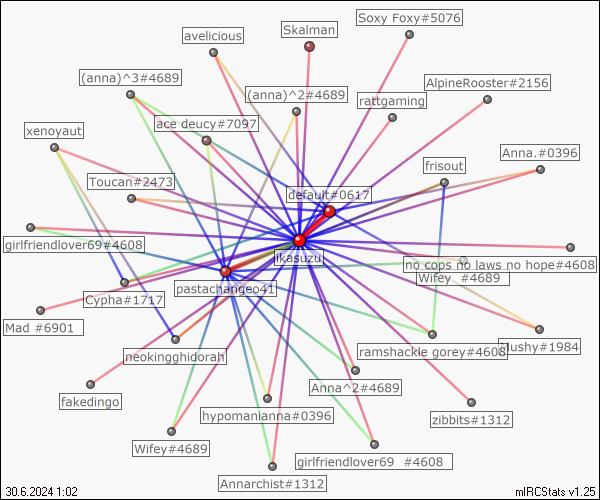 Soxy Foxy#5076
Skalman
avelicious
(anna)^3#4689
AlpineRooster#2156
(anna)^2#4689
rattgaming
ace deucy#7097
xenoyaut
Anna.#0396
frisout
Toucan#2473
default#0617
girlfriendlover69#4608
ikasuzu
no cops no laws no hope#4608
Wifey_#4689
pastachangeo41
Cypha#1717
Mad #6901
neokingghidorah
ramshackle gorey#4608
Mushy#1984
Anna^2#4689
fakedingo
hypomanianna#0396
zibbits#1312
Wifey#4689
girlfriendlover69 #4608
Annarchist#1312
30.6.2024 1:02
mIRCStats v1.25